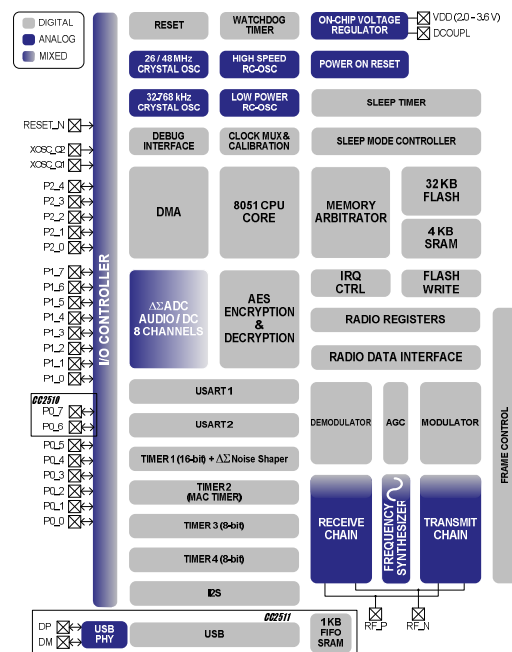 DIGITAL
ANALOG
MIXED
RESET
WATCHDOG
TIMER
ON-CHIP VOLTAGE
REGULATOR
VDD (2.0 - 3.6 V)
DCOUPL
26 / 48 MHz
CRYSTAL OSC
HIGH SPEED
RC-OSC
POWER ON RESET
32.768 kHz
CRYSTAL OSC
LOW POWER
RC-OSC
SLEEP TIMER
RESET_N
DEBUG
INTERFACE
CLOCK MUX &
CALIBRATION
SLEEP MODE CONTROLLER
XOSC_Q2
XOSC_Q1
P2_4
P2_3
P2_2
P2_1
P2_0
DMA
8051 CPU
CORE
MEMORY
ARBITRATOR
32 KB
FLASH
4 KB
SRAM
I/O CONTROLLER
P1_7
P1_6
P1_5
P1_4
P1_3
P1_2
P1_1
P1_0
ΔΣ ADC
AUDIO / DC
8 CHANNELS
AES
ENCRYPTION
&
DECRYPTION
IRQ
CTRL
FLASH
WRITE
RADIO REGISTERS
RADIO DATA INTERFACE
CC2510
P0_7
P0_6
P0_5
P0_4
P0_3
P0_2
P0_1
P0_0
USART 1
USART 2
TIMER 1 (16-bit) + ΔΣ Noise Shaper
TIMER 2
(MAC TIMER)
TIMER 3 (8-bit)
TIMER 4 (8-bit)
I2S
DEMODULATOR
AGC
MODULATOR
FRAME CONTROL
RECEIVE
CHAIN
FREQUENCY
SYNTHESIZER
TRANSMIT
CHAIN
RF_P
RF_N
CC2511
DP
DM
USB
PHY
USB
1 KB
FIFO
SRAM